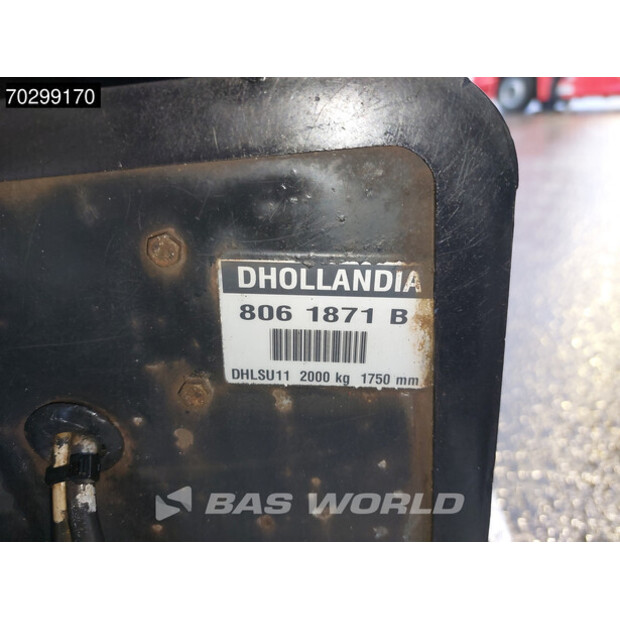 70299170
DHOLLANDIA
806 1871 B
DHLSU11 2000 kg 1750 mm
BAS WORLD